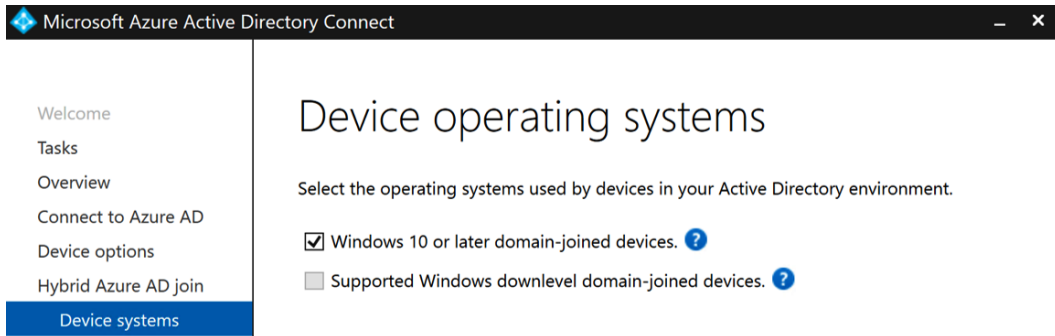 Microsoft Azure Active Directory Connect
Welcome
Tasks
Overview
Connect to Azure AD
Device options
Hybrid Azure AD join
Device systems
Device operating systems
Select the operating systems used by devices in your Active Directory environment.
Windows 10 or later domain-joined devices. ?
Supported Windows downlevel domain-joined devices. ?